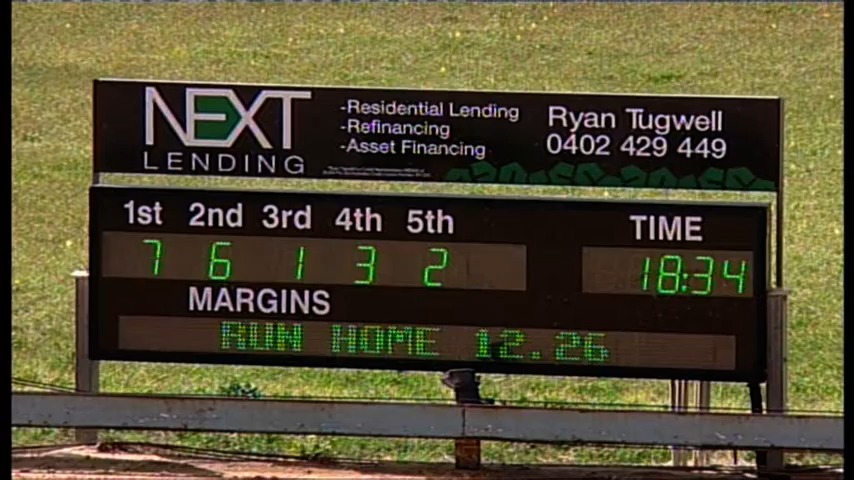 NEXT
LENDING
-Residential Lending
-Refinancing
-Asset Financing
Ryan Tugwell
0402 429 449
1st 2nd 3rd 4th 5th TIME
7 6 1 3 2 18:34
MARGINS
RUN HOME 12.26